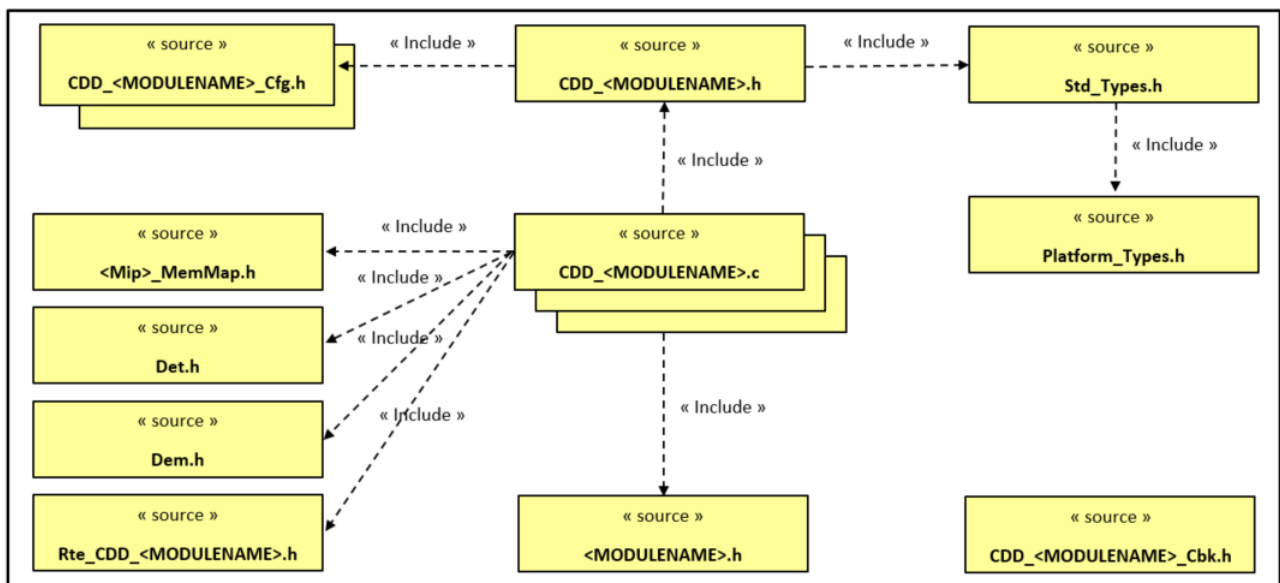 « source »
CDD_<MODULENAME>_Cfg.h
« Include »
« source »
CDD_<MODULENAME>.h
« Include »
« source »
Std_Types.h
« Include »
« Include »
« source »
<Mip>_MemMap.h
« Include »
« source »
CDD_<MODULENAME>.c
« source »
Platform_Types.h
« Include »
« source »
Det.h
« Include »
« source »
Dem.h
« Include »
« Include »
« source »
Rte_CDD_<MODULENAME>.h
« source »
<MODULENAME>.h
« source »
CDD_<MODULENAME>_Cbk.h